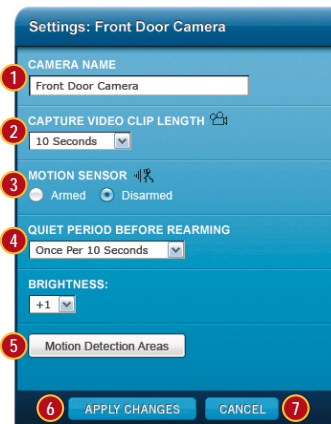 Settings: Front Door Camera
1 CAMERA NAME
Front Door Camera
2 CAPTURE VIDEO CLIP LENGTH
10 Seconds
3 MOTION SENSOR
Armed Disarmed
4 QUIET PERIOD BEFORE REARMING
Once Per 10 Seconds
BRIGHTNESS:
+1
5 Motion Detection Areas
6 APPLY CHANGES CANCEL 7